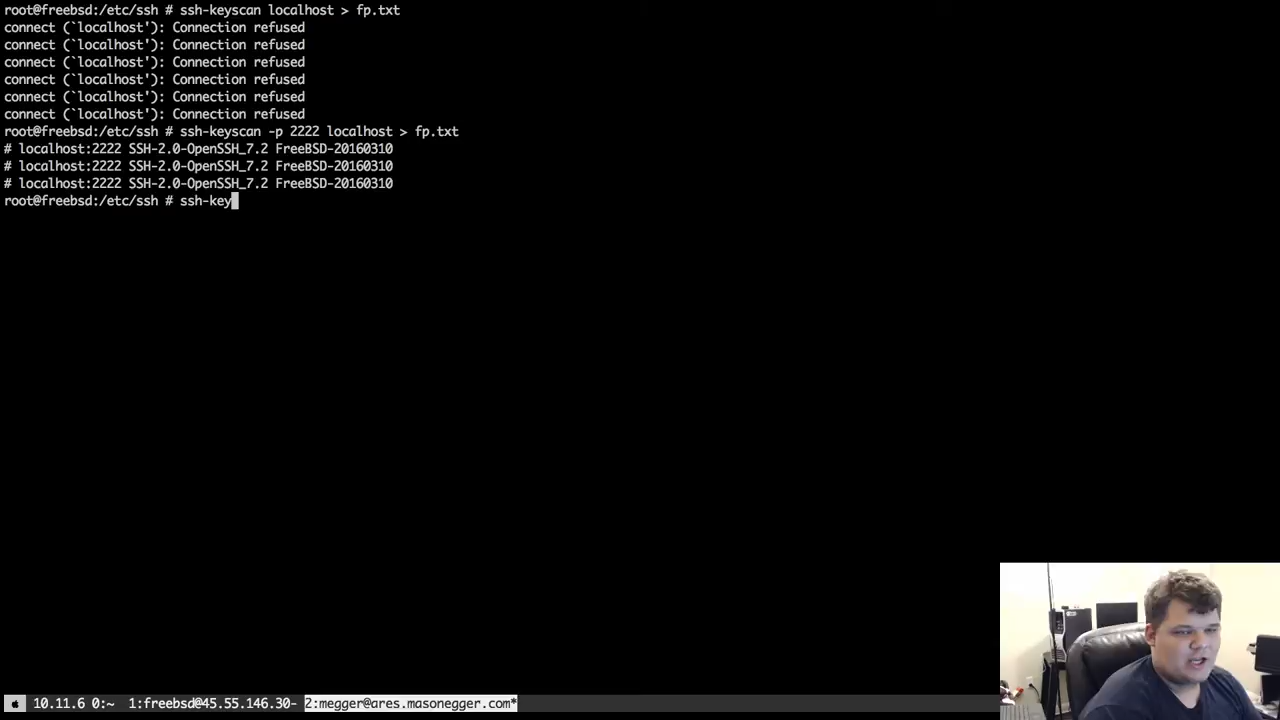 root@freebsd:/etc/ssh # ssh-keyscan localhost > fp.txt
connect (`localhost'): Connection refused
connect (`localhost'): Connection refused
connect (`localhost'): Connection refused
connect (`localhost'): Connection refused
connect (`localhost'): Connection refused
connect (`localhost'): Connection refused
root@freebsd:/etc/ssh # ssh-keyscan -p 2222 localhost > fp.txt
# localhost:2222 SSH-2.0-OpenSSH_7.2 FreeBSD-20160310
# localhost:2222 SSH-2.0-OpenSSH_7.2 FreeBSD-20160310
# localhost:2222 SSH-2.0-OpenSSH_7.2 FreeBSD-20160310
root@freebsd:/etc/ssh # ssh-key
10.11.6 0:~ 1:freebsd@45.55.146.30- 2:megger@ares.masonegger.com*